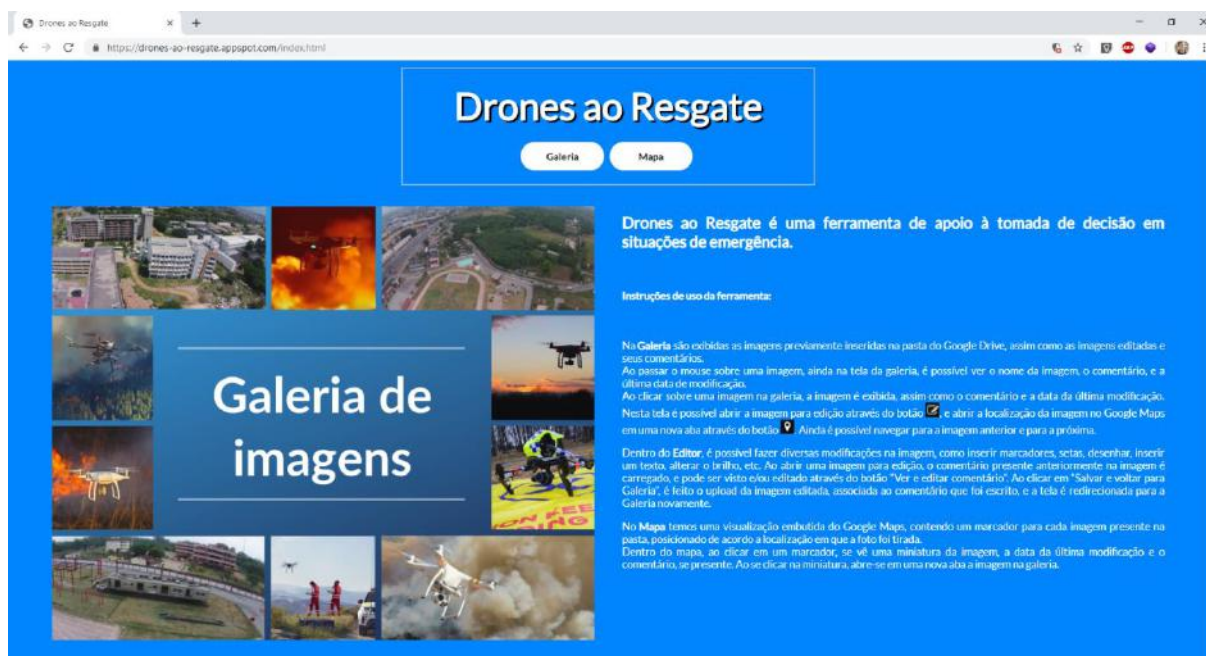 Drones ao Resgate
https://drones-ao-resgate.appspot.com/index.html
Drones ao Resgate
Galeria
Mapa
Galeria de
imagens
Drones ao Resgate é uma ferramenta de apoio à tomada de decisão em
situações de emergência.
Instruções de uso da ferramenta:
Na Galeria são exibidas as imagens previamente inseridas na pasta do Google Drive, assim como as imagens editadas e
seus comentários.
Ao passar o mouse sobre uma imagem, ainda na tela da galeria, é possível ver o nome da imagem, o comentário, e a
última data de modificação.
Ao clicar sobre uma imagem na galeria, a imagem é exibida, assim como o comentário e a data da última modificação.
Nesta tela é possível abrir a imagem para edição através do botão , e abrir a localização da imagem no Google Maps
em uma nova aba através do botão . Ainda é possível navegar para a imagem anterior e para a próxima.
Dentro do Editor, é possível fazer diversas modificações na imagem, como inserir marcadores, setas, desenhar, inserir
um texto, alterar o brilho, etc. Ao abrir uma imagem para edição, o comentário presente anteriormente na imagem é
carregado, e pode ser visto e/ou editado através do botão "Ver e editar comentário". Ao clicar em "Salvar e voltar para
Galeria", é feito o upload da imagem editada, associada ao comentário que foi escrito, e a tela é redirecionada para a
Galeria novamente.
No Mapa temos uma visualização embutida do Google Maps, contendo um marcador para cada imagem presente na
pasta, posicionado de acordo a localização em que a foto foi tirada.
Dentro do mapa, ao clicar em um marcador, se vê uma miniatura da imagem, a data da última modificação e o
comentário, se presente. Ao se clicar na miniatura, abre-se em uma nova aba a imagem na galeria.